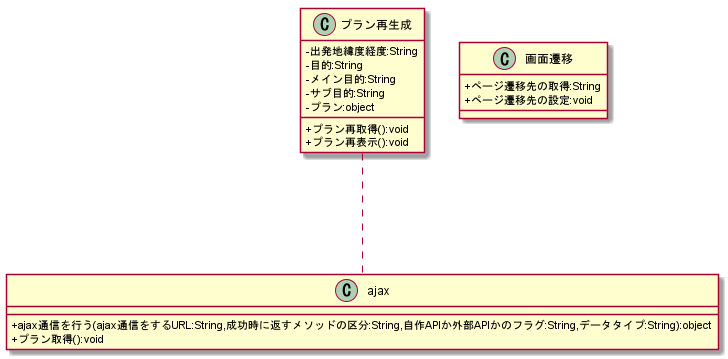 C プラン再生成
-出発地緯度経度:String
-目的:String
-メイン目的:String
-サブ目的:String
-プラン:object
+プラン再取得():void
+プラン再表示():void
C 画面遷移
+ページ遷移先の取得:String
+ページ遷移先の設定:void
C ajax
+ajax通信を行う(ajax通信をするURL:String,成功時に返すメソッドの区分:String,自作APIか外部APIかのフラグ:String,データタイプ:String):object
+プラン取得():void